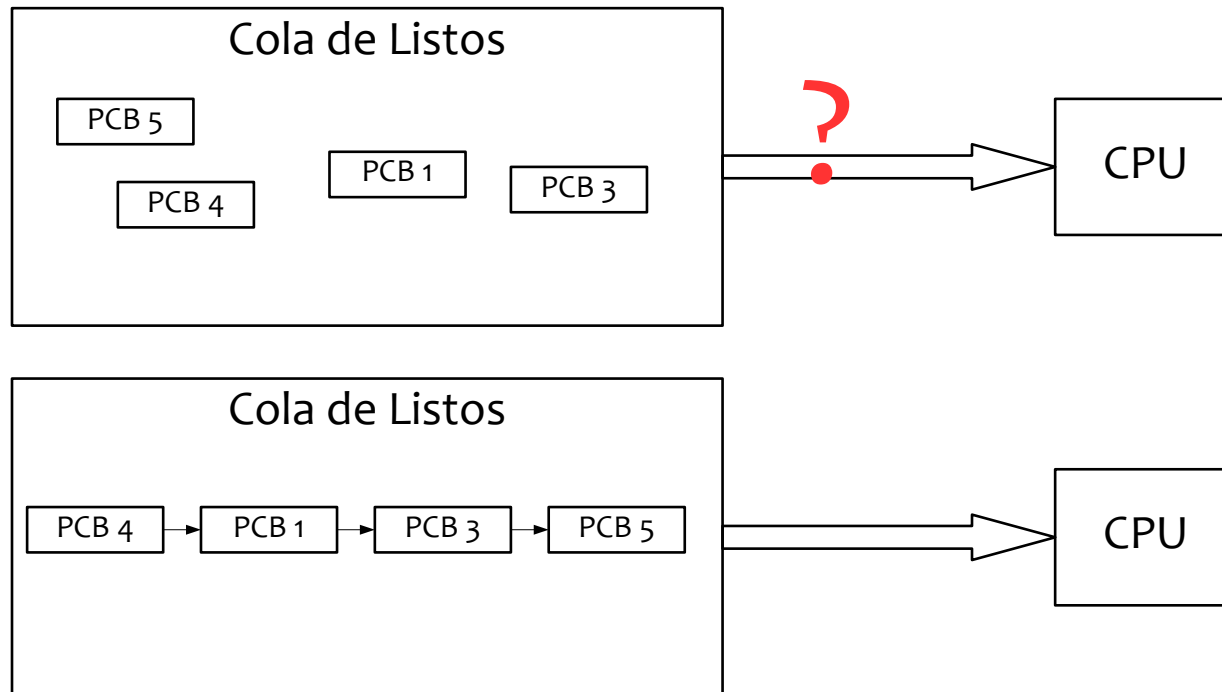 Cola de Listos
PCB 5
PCB 4
PCB 1
PCB 3
?
CPU
Cola de Listos
PCB 4
PCB 1
PCB 3
PCB 5
CPU